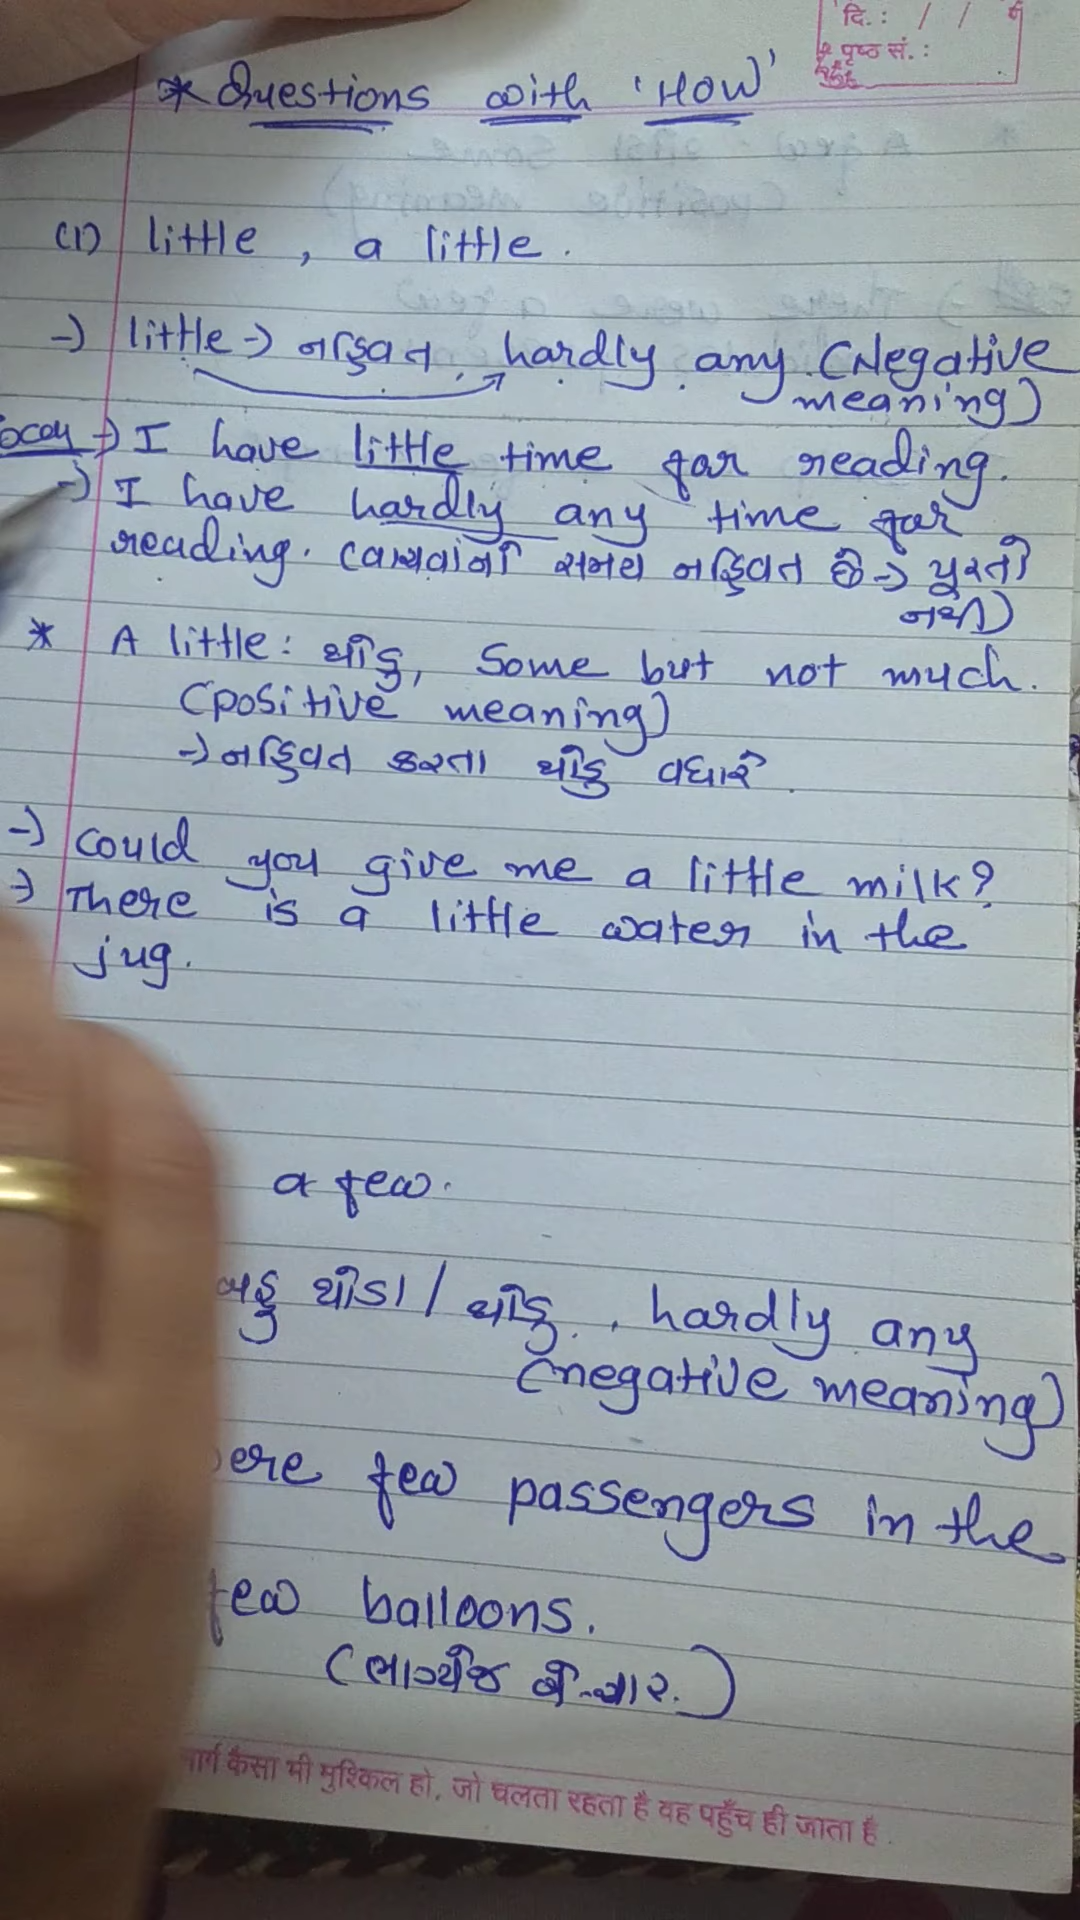 दि.: / /
पृष्ठ सं.:
* Questions with 'HOW'
(1) little, a little.
→ little → નહિવત, hardly any (Negative
meaning)
→ I have little time for reading.
→ I have hardly any time for
reading. (વાંચવાનો સમય નહિવત છે → પૂરતો
નથી)
* A little: થોડુ, Some but not much.
(positive meaning)
→ નહિવત કરતા થોડુ વધારે.
→ Could you give me a little milk?
→ There is a little water in the
jug.
a few.
બહુ થોડા / થોડુ, hardly any
(negative meaning)
ere few passengers in the
few balloons.
(ભાગ્યેજ બે-ચાર.)
मार्ग कैसा भी मुश्किल हो, जो चलता रहता है वह पहुँच ही जाता है.